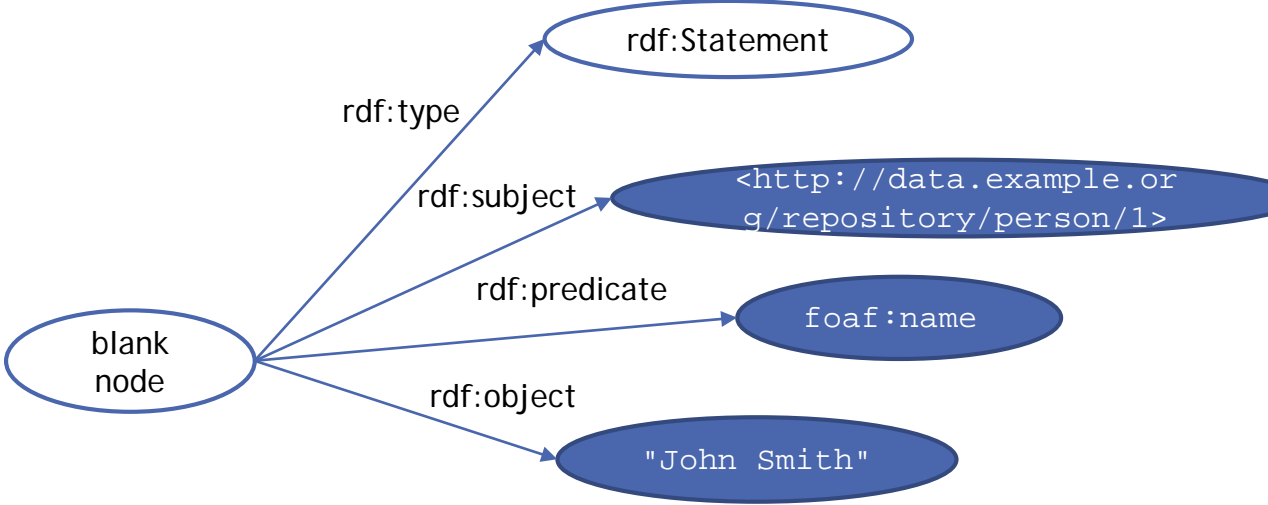 rdf:Statement
rdf:type
<http://data.example.or
g/repository/person/1>
rdf:subject
rdf:predicate
foaf:name
blank
node
rdf:object
"John Smith"